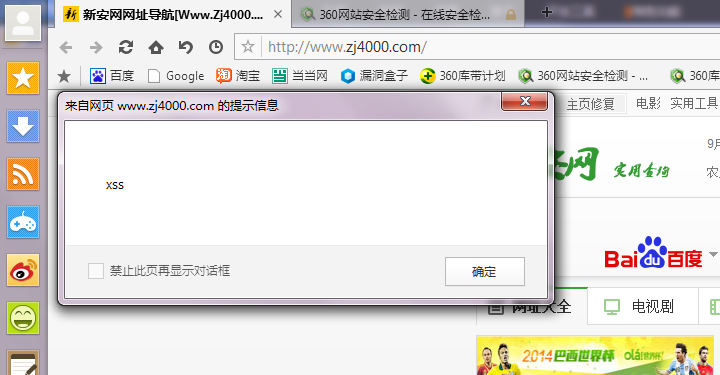 新安网网址导航[Www.Zj4000....
360网站安全检测 - 在线安全检...
http://www.zj4000.com/
百度
Google
淘宝
当当网
漏洞盒子
360库带计划
360网站安全检测 - ...
360网
来自网页 www.zj4000.com 的提示信息
主页修复
电影
实用工具
xss
网
实用查询
9月
农
Bai du 百度
禁止此页再显示对话框
确定
网址大全
电视剧
2014巴西世界杯
olá!